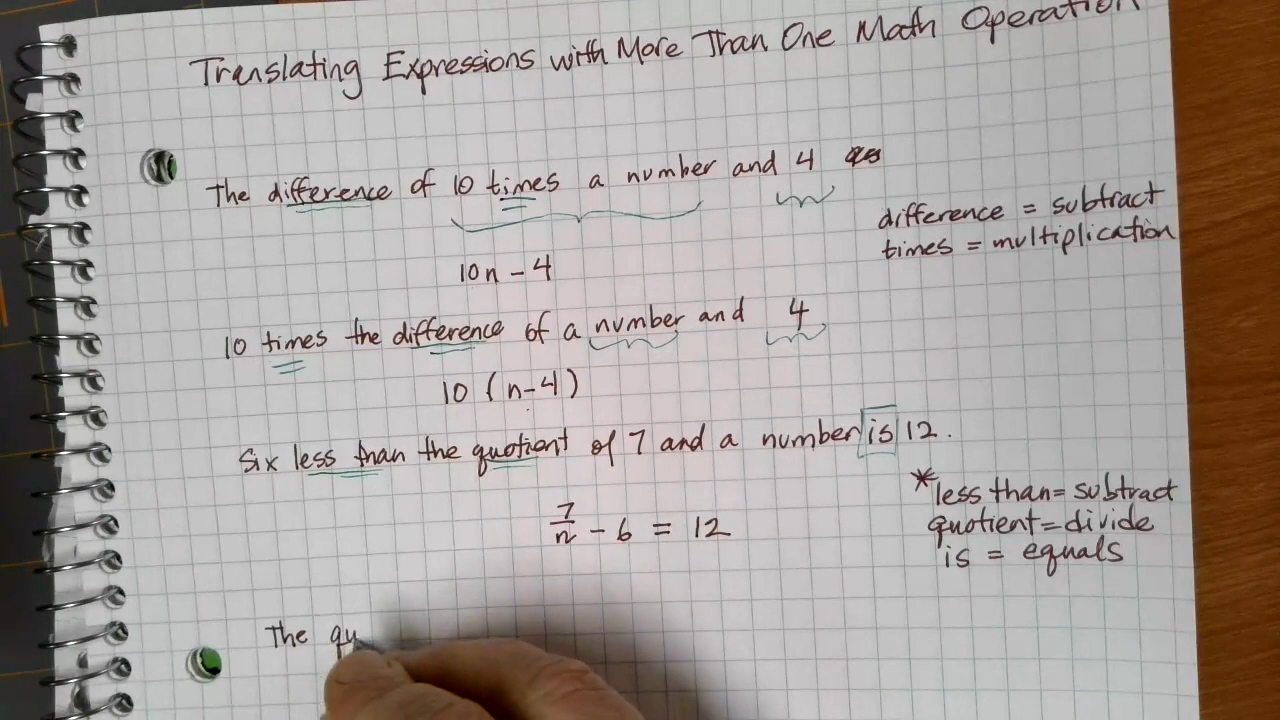 Translating Expressions with More Than One Math Operation
The difference of 10 times a number and 4
difference = subtract
times = multiplication
10n - 4
10 times the difference of a number and 4
10 (n-4)
Six less than the quotient of 7 and a number is 12.
*less than = subtract
quotient = divide
is = equals
7/n - 6 = 12
The qu